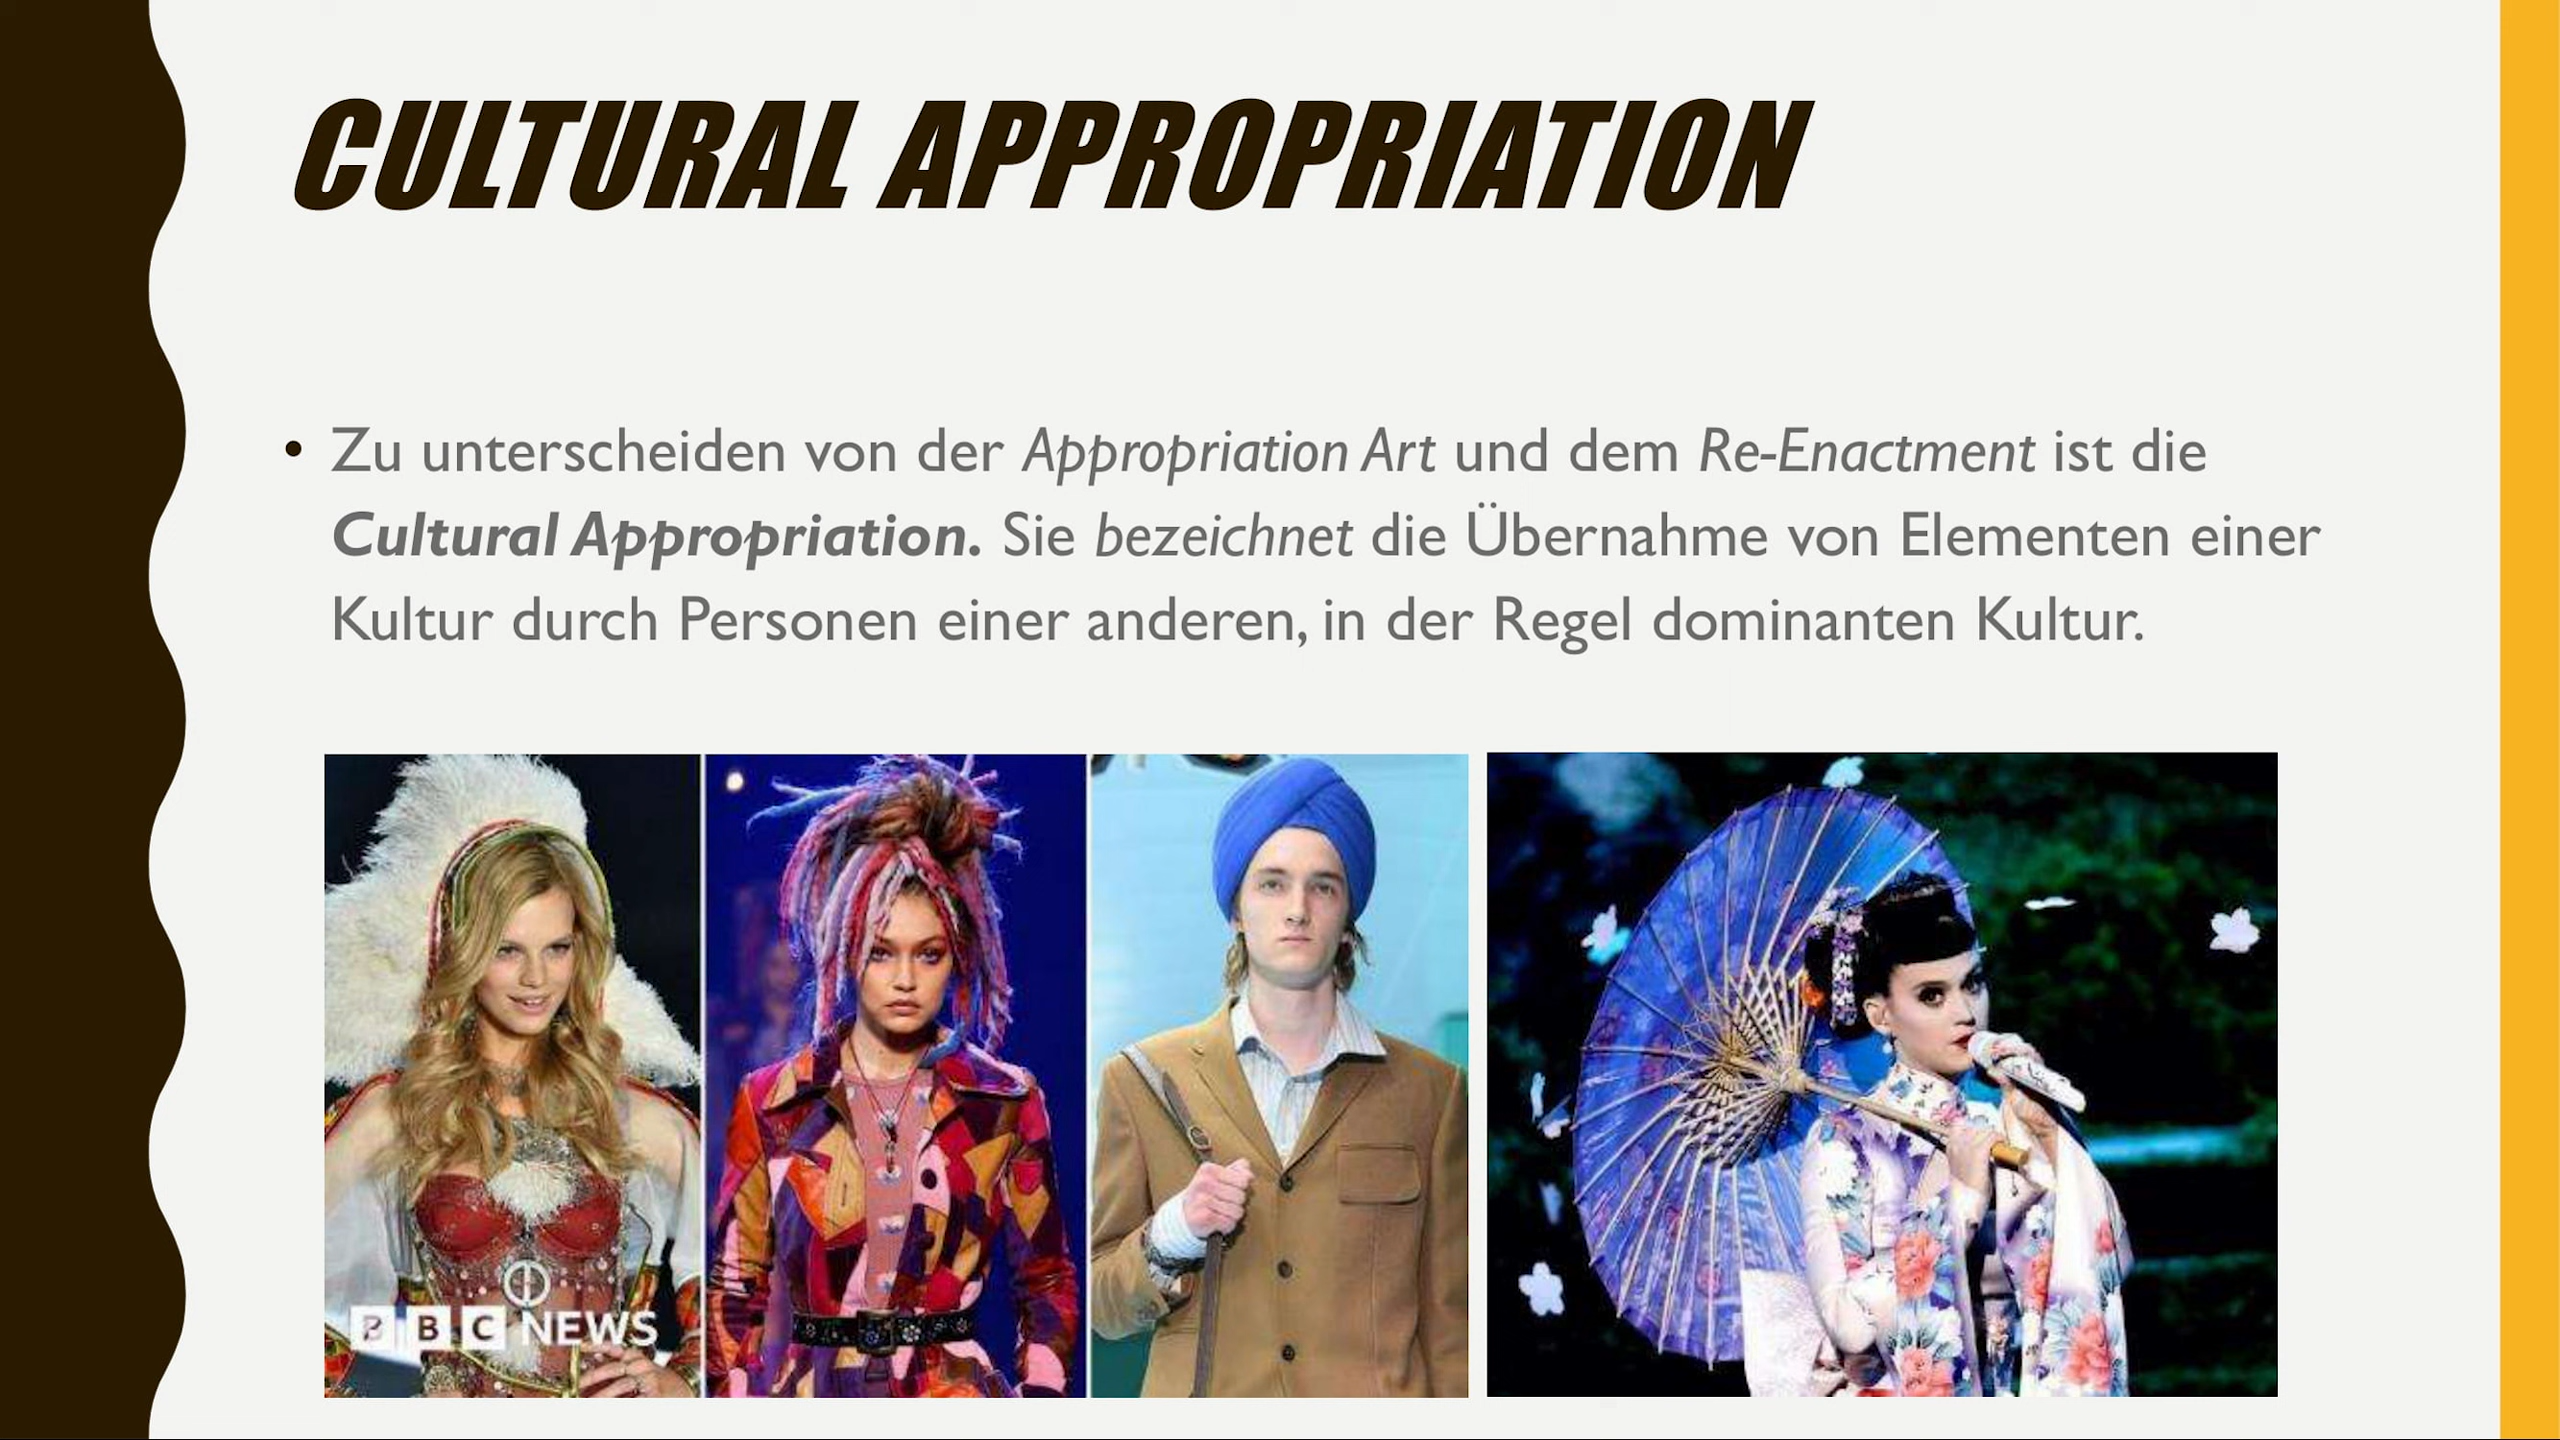 CULTURAL APPROPRIATION
• Zu unterscheiden von der Appropriation Art und dem Re-Enactment ist die
Cultural Appropriation. Sie bezeichnet die Übernahme von Elementen einer
Kultur durch Personen einer anderen, in der Regel dominanten Kultur.
BBC NEWS